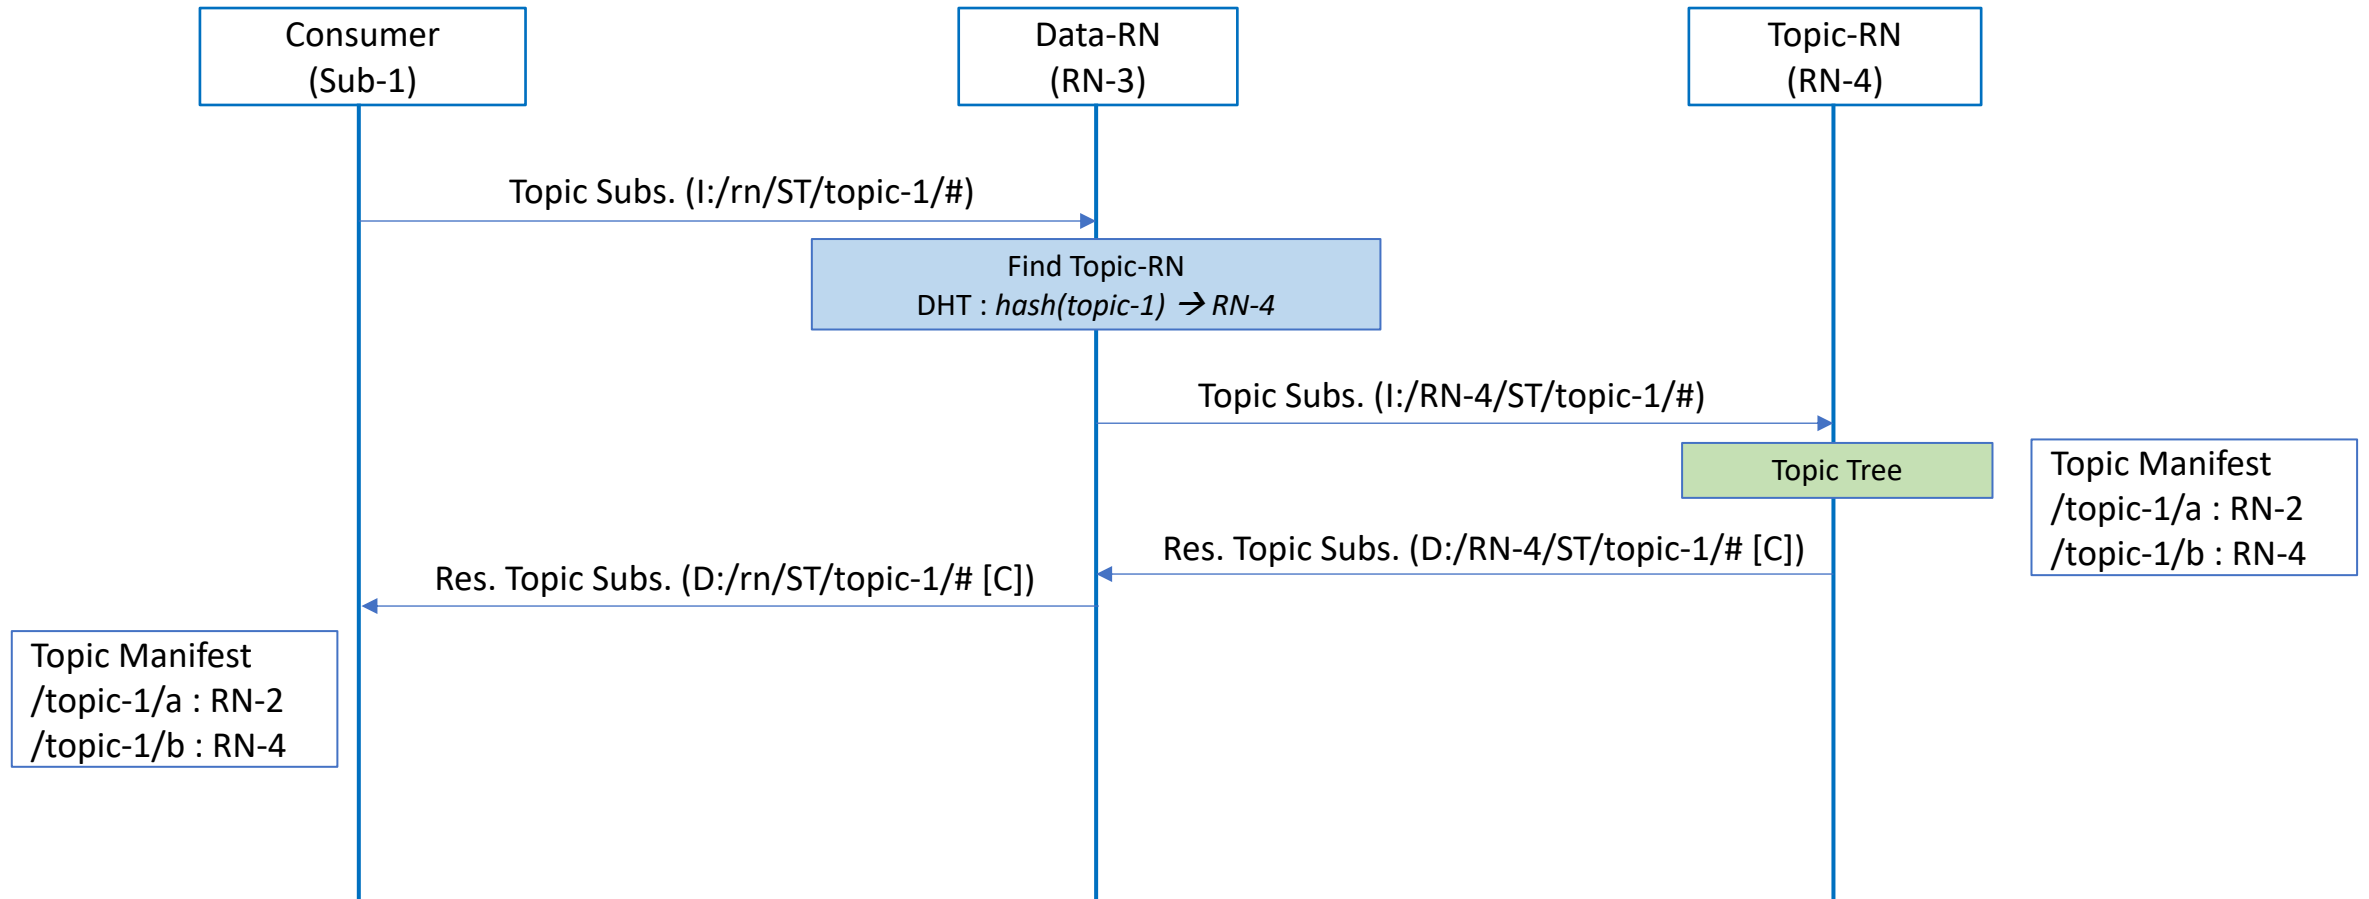 Consumer
(Sub-1)
Data-RN
(RN-3)
Topic-RN
(RN-4)
Topic Subs. (I:/rn/ST/topic-1/#)
Find Topic-RN
DHT : hash(topic-1) → RN-4
Topic Subs. (I:/RN-4/ST/topic-1/#)
Topic Tree
Topic Manifest
/topic-1/a : RN-2
/topic-1/b : RN-4
Res. Topic Subs. (D:/RN-4/ST/topic-1/# [C])
Res. Topic Subs. (D:/rn/ST/topic-1/# [C])
Topic Manifest
/topic-1/a : RN-2
/topic-1/b : RN-4